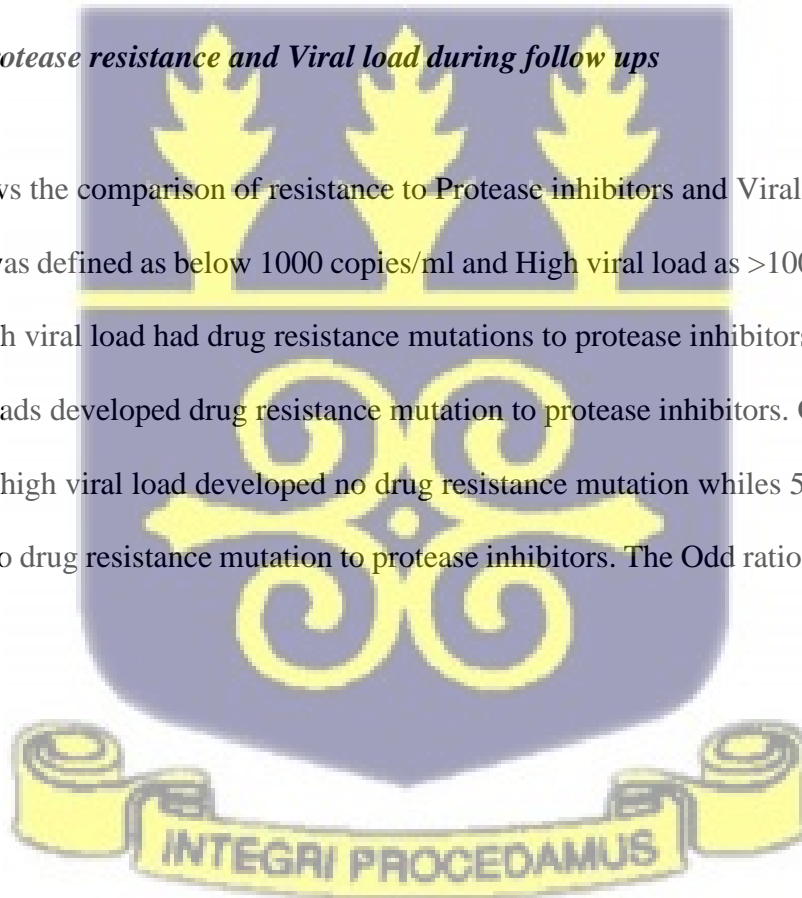 otease resistance and Viral load during follow ups
ws the comparison of resistance to Protease inhibitors and Viral
was defined as below 1000 copies/ml and High viral load as >100
h viral load had drug resistance mutations to protease inhibitors
ads developed drug resistance mutation to protease inhibitors.
high viral load developed no drug resistance mutation whiles 5
o drug resistance mutation to protease inhibitors. The Odd ratio
INTEGRI PROCEDAMUS